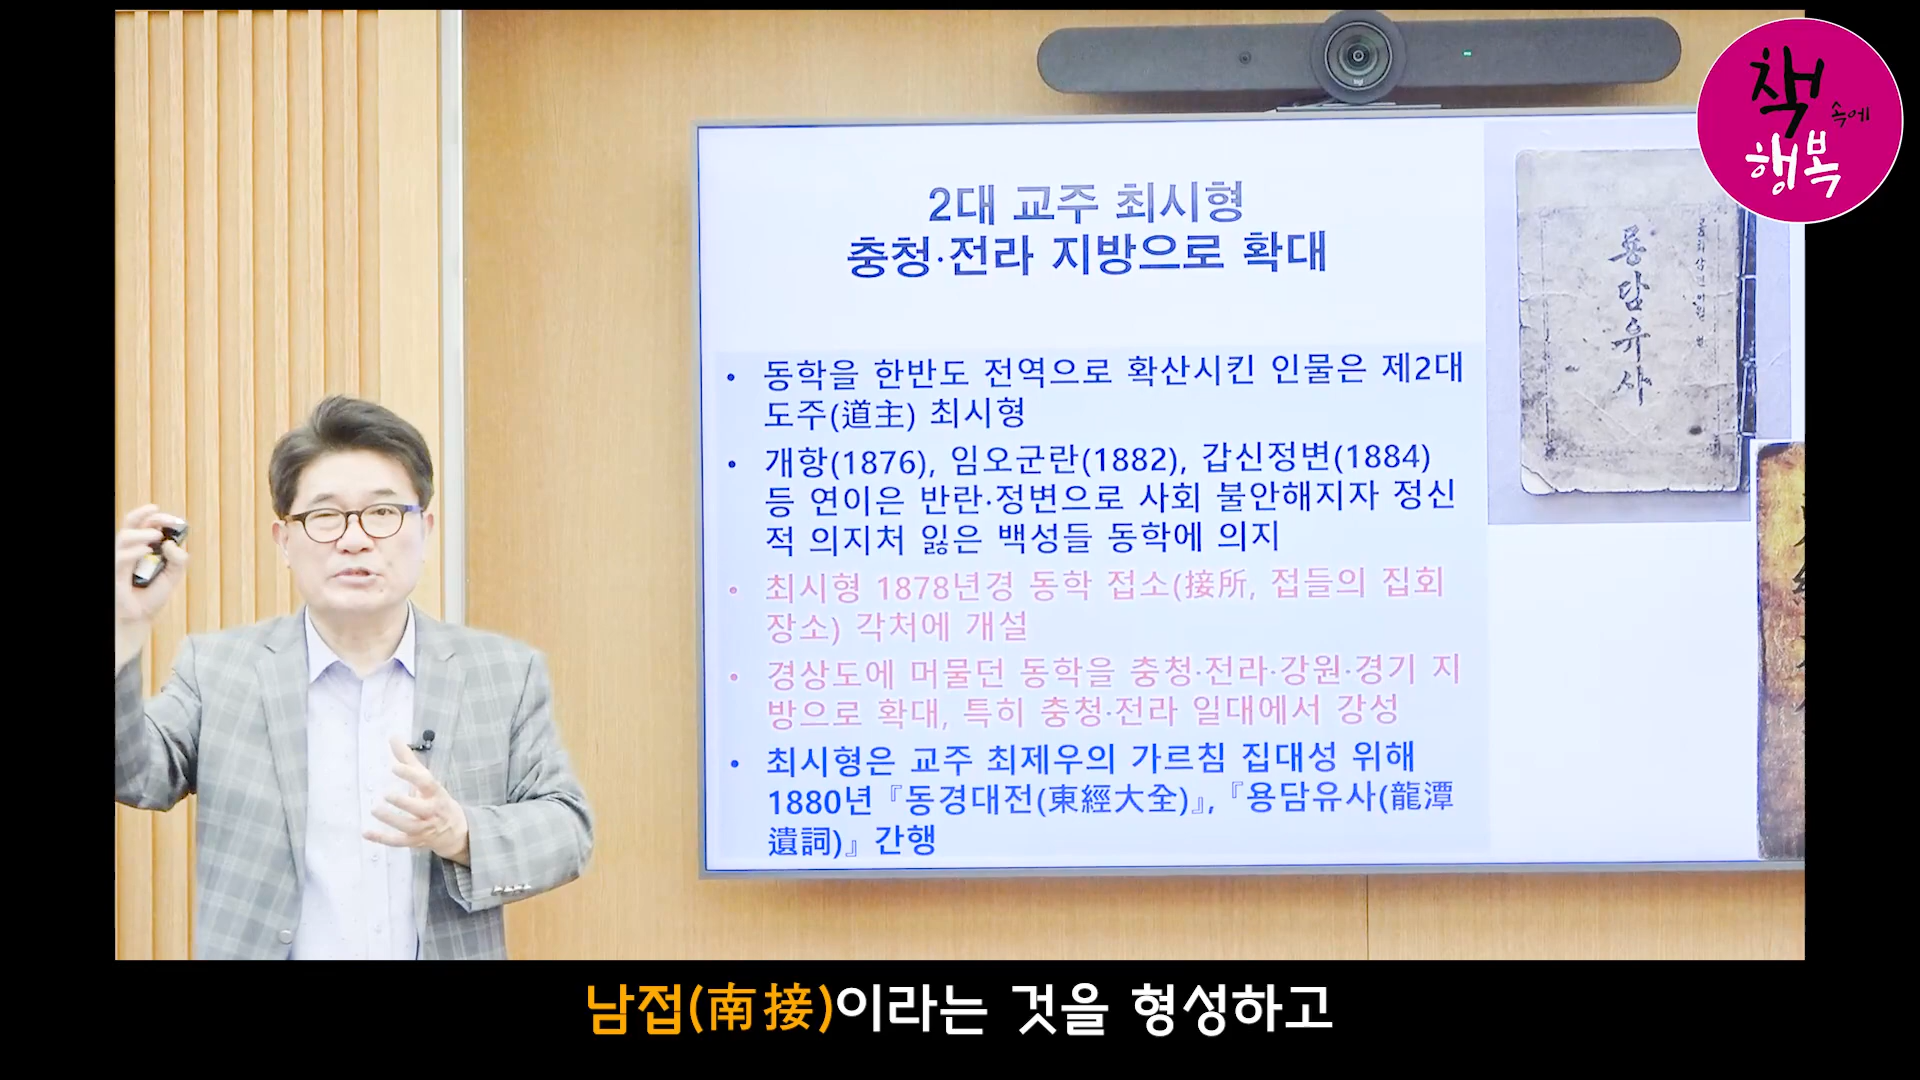 책
속에
행복
2대 교주 최시형
충청·전라 지방으로 확대
• 동학을 한반도 전역으로 확산시킨 인물은 제2대
도주(道主) 최시형
• 개항(1876), 임오군란(1882), 갑신정변(1884)
등 연이은 반란·정변으로 사회 불안해지자 정신
적 의지처 잃은 백성들 동학에 의지
• 최시형 1878년경 동학 접소(接所, 접들의 집회
장소) 각처에 개설
• 경상도에 머물던 동학을 충청·전라·강원·경기 지
방으로 확대, 특히 충청·전라 일대에서 강성
• 최시형은 교주 최제우의 가르침 집대성 위해
1880년 『동경대전(東經大全)』, 『용담유사(龍潭
遺詞)』 간행
룡담유사
남접(南接)이라는 것을 형성하고